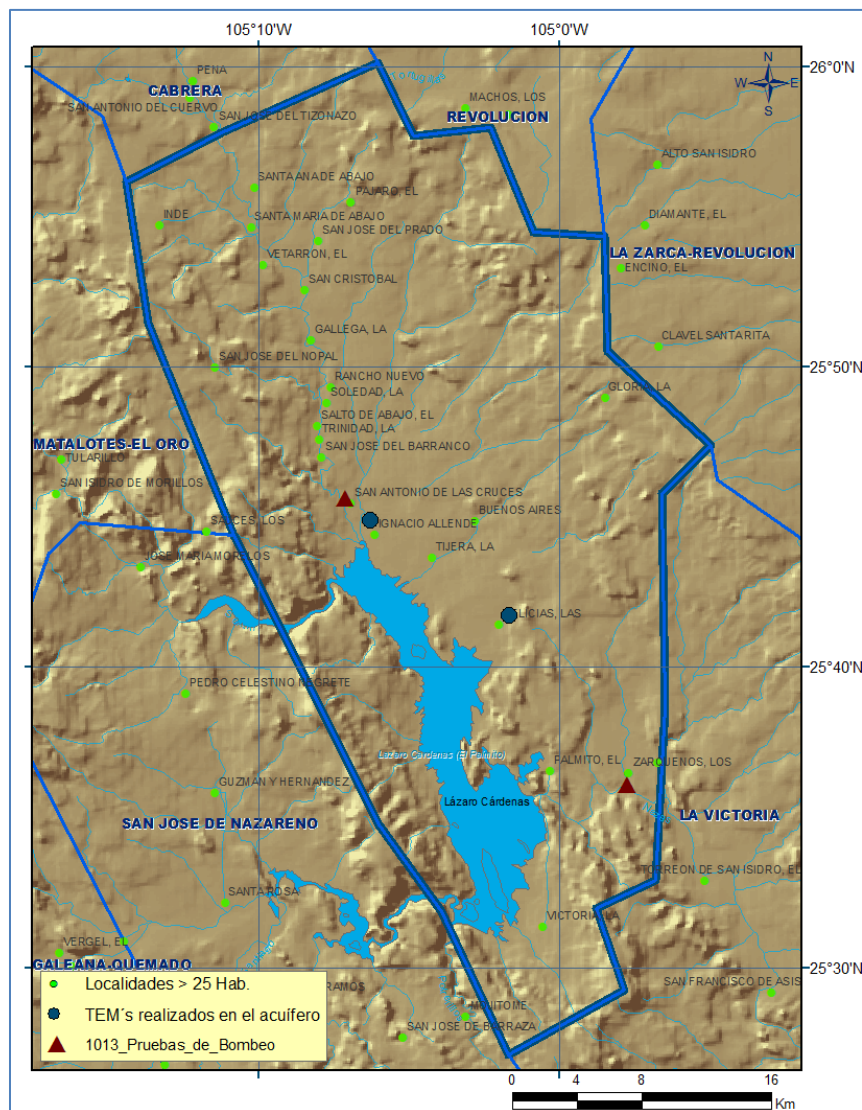 105°10'W 105°0'W
26°0'N
N
W E
S
PENA
CABRERA
SAN ANTONIO DEL CUERVO
SAN JOSE DEL TIZONAZO
MACHOS, LOS
REVOLUCION
ALTO SAN ISIDRO
SANTA ANA DE ABAJO
PAJARO, EL
INDE
SANTA MARIA DE ABAJO
SAN JOSE DEL PRADO
DIAMANTE, EL
VETARRON, EL
LA ZARCA-REVOLUCION
ENCINO, EL
SAN CRISTOBAL
GALLEGA, LA
CLAVEL SANTA RITA
25°50'N
SAN JOSE DEL NOPAL
RANCHO NUEVO
SOLEDAD, LA
GLORIA, LA
SALTO DE ABAJO, EL
TRINIDAD, LA
MATALOTES-EL ORO
SAN JOSE DEL BARRANCO
TULARILLO
SAN ISIDRO DE MORILLOS
SAN ANTONIO DE LAS CRUCES
BUENOS AIRES
SAUCES, LOS
IGNACIO ALLENDE
TIJERA, LA
JOSE MARIA MORELOS
LICIAS, LAS
25°40'N
PEDRO CELESTINO NEGRETE
Lázaro Cárdenas (El Palmito)
PALMITO, EL
ZARQUENOS, LOS
GUZMAN Y HERNANDEZ
Lázaro Cárdenas
LA VICTORIA
SAN JOSE DE NAZARENO
TORREON DE SAN ISIDRO, EL
SANTA ROSA
VICTORIA, LA
VERGEL, EL
GALEANA-QUEMADO
25°30'N
SAN FRANCISCO DE ASIS
RAMOS
SAN JOSE DE BARRAZA
Localidades > 25 Hab.
TEM´s realizados en el acuífero
1013_Pruebas_de_Bombeo
0 4 8 16
Km